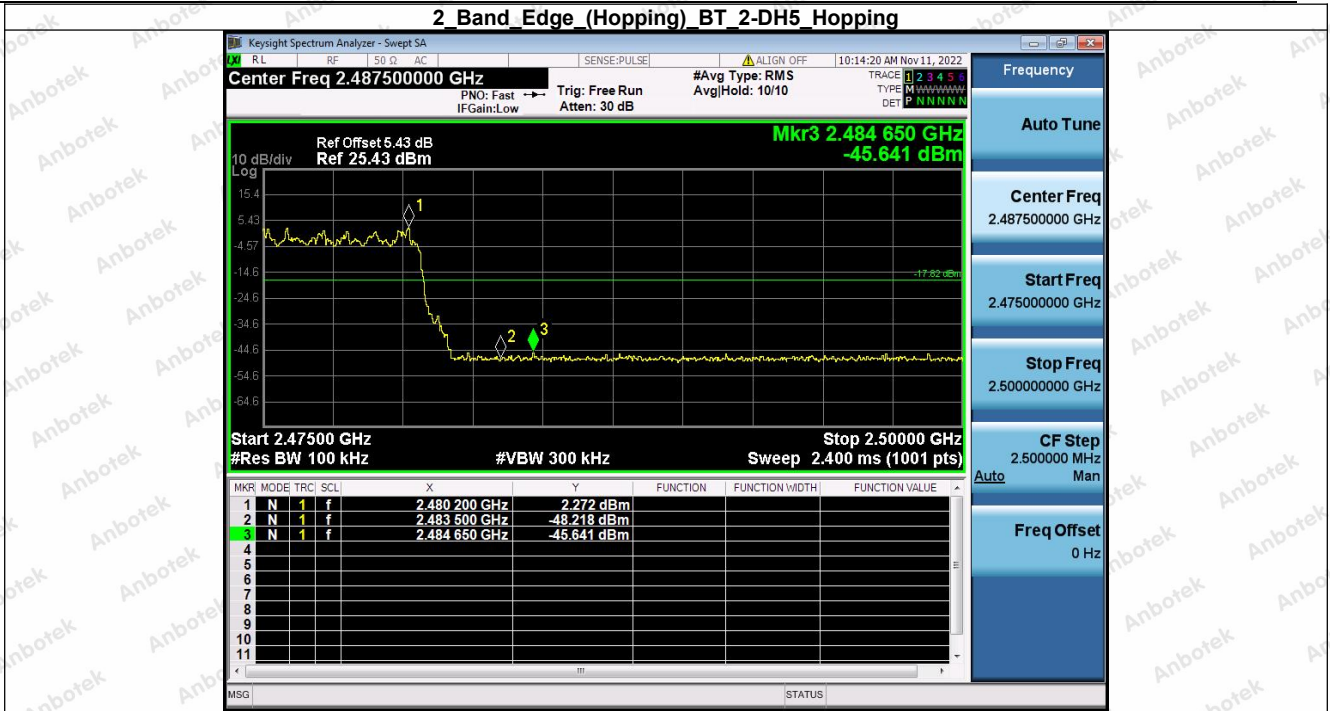 2_Band_Edge_(Hopping)_BT_2-DH5_Hopping
Keysight Spectrum Analyzer - Swept SA
LXI RL RF 50 Ω AC SENSE:PULSE ALIGN OFF 10:14:20 AM Nov 11, 2022
Center Freq 2.487500000 GHz
PNO: Fast
IFGain:Low
Trig: Free Run
Atten: 30 dB
#Avg Type: RMS
Avg|Hold: 10/10
TRACE 1 2 3 4 5 6
TYPE M WWWWW
DET P N N N N N
Mkr3 2.484 650 GHz
-45.641 dBm
Ref Offset 5.43 dB
10 dB/div Ref 25.43 dBm
Log
15.4
5.43
-4.57
-14.6
-24.6
-34.6
-44.6
-54.6
-64.6
1
2
3
-17.82 dBm
Start 2.47500 GHz Stop 2.50000 GHz
#Res BW 100 kHz #VBW 300 kHz Sweep 2.400 ms (1001 pts)
MKR MODE TRC SCL X Y FUNCTION FUNCTION WIDTH FUNCTION VALUE
1 N 1 f 2.480 200 GHz 2.272 dBm
2 N 1 f 2.483 500 GHz -48.218 dBm
3 N 1 f 2.484 650 GHz -45.641 dBm
4
5
6
7
8
9
10
11
MSG STATUS
Frequency
Auto Tune
Center Freq
2.487500000 GHz
Start Freq
2.475000000 GHz
Stop Freq
2.500000000 GHz
CF Step
2.500000 MHz
Auto Man
Freq Offset
0 Hz
Anbotek